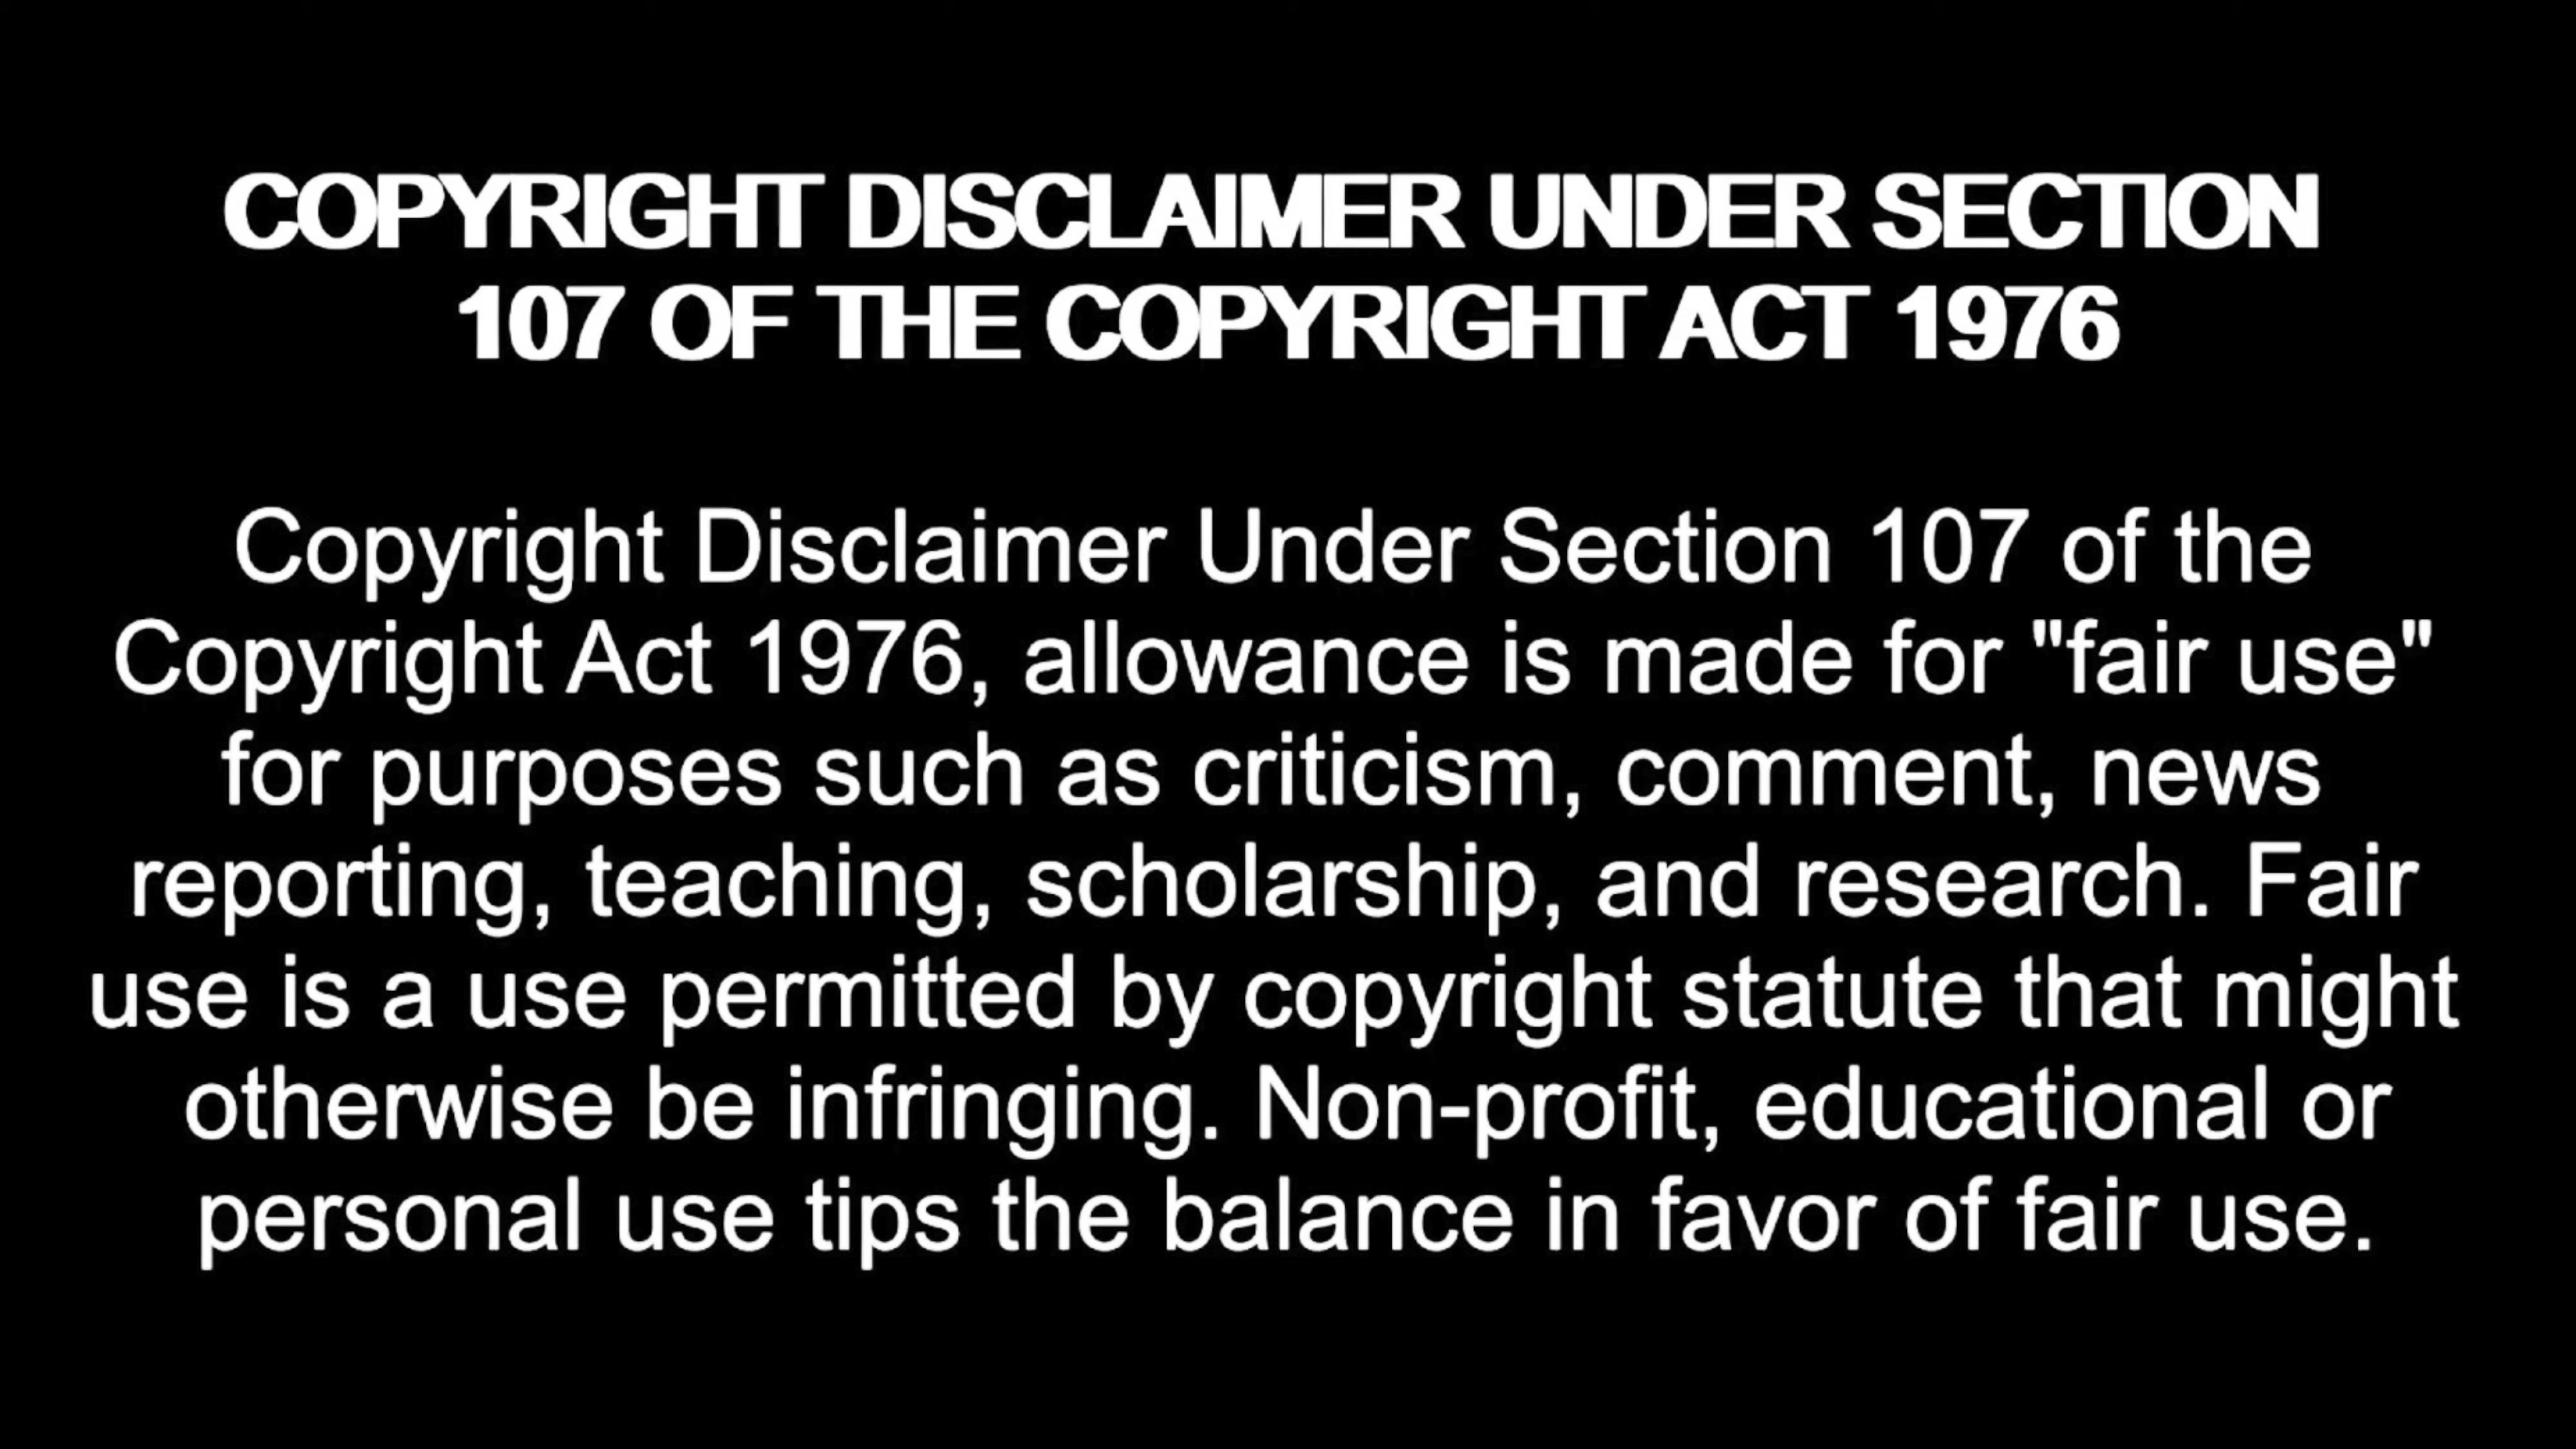 COPYRIGHT DISCLAIMER UNDER SECTION
107 OF THE COPYRIGHT ACT 1976
Copyright Disclaimer Under Section 107 of the
Copyright Act 1976, allowance is made for "fair use"
for purposes such as criticism, comment, news
reporting, teaching, scholarship, and research. Fair
use is a use permitted by copyright statute that might
otherwise be infringing. Non-profit, educational or
personal use tips the balance in favor of fair use.